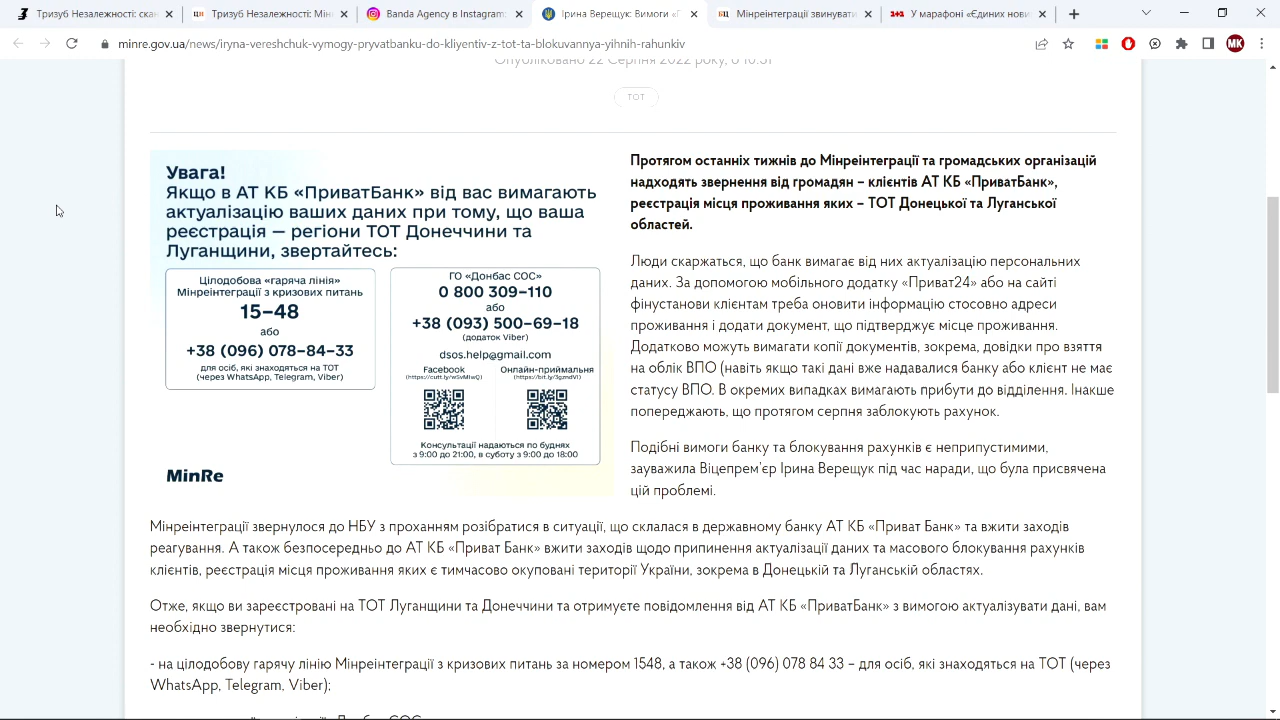 Тризуб Незалежності: скан
Тризуб Незалежності: Мін
Banda Agency в Instagram:
Ірина Верещук: Вимоги «П
Мінреінтеграції звинуват
У марафоні «Єдиних нови
minre.gov.ua/news/iryna-vereshchuk-vymogy-pryvatbanku-do-kliyentiv-z-tot-ta-blokuvannya-yihnih-rahunkiv
MK
Опубліковано 22 Серпня 2022 року, о 16:51
ТОТ
Увага!
Якщо в АТ КБ «ПриватБанк» від вас вимагають
актуалізацію ваших даних при тому, що ваша
реєстрація — регіони ТОТ Донеччини та
Луганщини, звертайтесь:
Цілодобова «гаряча лінія»
Мінреінтеграції з кризових питань
15–48
або
+38 (096) 078–84–33
для осіб, які знаходяться на ТОТ
(через WhatsApp, Telegram, Viber)
ГО «Донбас СОС»
0 800 309–110
або
+38 (093) 500–69–18
(додаток Viber)
dsos.help@gmail.com
Facebook
Онлайн–приймальня
Консультації надаються по буднях
з 9:00 до 21:00, в суботу з 9:00 до 18:00
MinRe
Протягом останніх тижнів до Мінреінтеграції та громадських організацій
надходять звернення від громадян – клієнтів АТ КБ «ПриватБанк»,
реєстрація місця проживання яких – ТОТ Донецької та Луганської
областей.
Люди скаржаться, що банк вимагає від них актуалізацію персональних
даних. За допомогою мобільного додатку «Приват24» або на сайті
фінустанови клієнтам треба оновити інформацію стосовно адреси
проживання і додати документ, що підтверджує місце проживання.
Додатково можуть вимагати копії документів, зокрема, довідки про взяття
на облік ВПО (навіть якщо такі дані вже надавалися банку або клієнт не має
статусу ВПО. В окремих випадках вимагають прибути до відділення. Інакше
попереджають, що протягом серпня заблокують рахунок.
Подібні вимоги банку та блокування рахунків є неприпустимими,
зауважила Віцепрем’єр Ірина Верещук під час наради, що була присвячена
цій проблемі.
Мінреінтеграції звернулося до НБУ з проханням розібратися в ситуації, що склалася в державному банку АТ КБ «Приват Банк» та вжити заходів
реагування. А також безпосередньо до АТ КБ «Приват Банк» вжити заходів щодо припинення актуалізації даних та масового блокування рахунків
клієнтів, реєстрація місця проживання яких є тимчасово окуповані території України, зокрема в Донецькій та Луганській областях.
Отже, якщо ви зареєстровані на ТОТ Луганщини та Донеччини та отримуєте повідомлення від АТ КБ «ПриватБанк» з вимогою актуалізувати дані, вам
необхідно звернутися:
- на цілодобову гарячу лінію Мінреінтеграції з кризових питань за номером 1548, а також +38 (096) 078 84 33 – для осіб, які знаходяться на ТОТ (через
WhatsApp, Telegram, Viber);